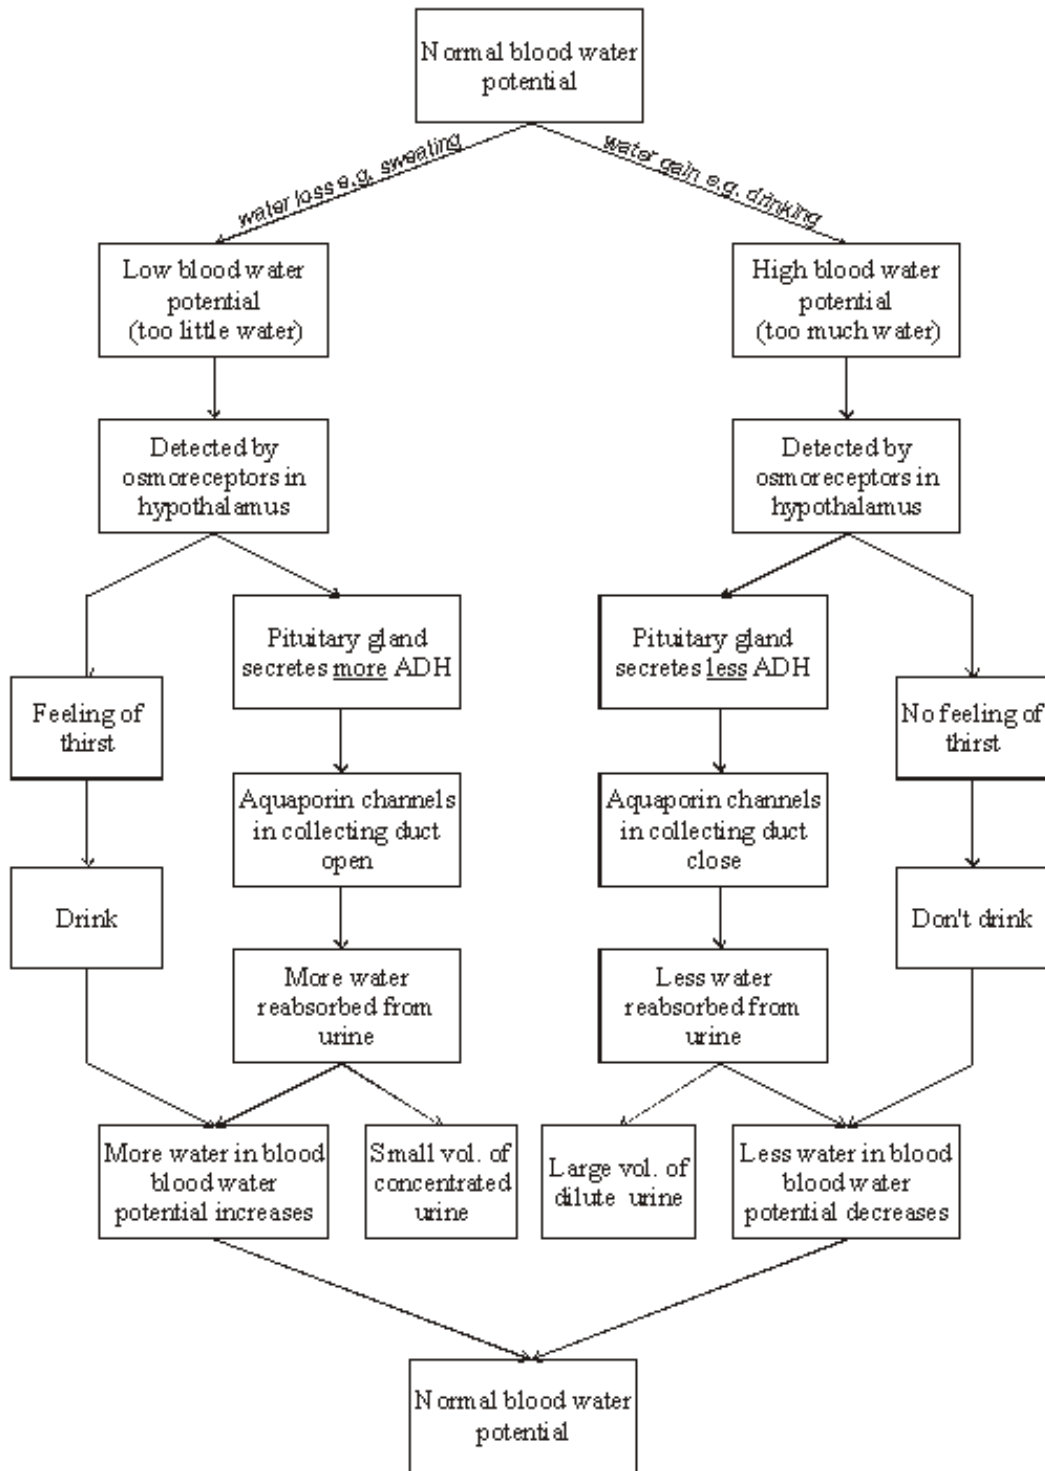 Normal blood water
potential
water loss e.g. sweating
water gain e.g. drinking
Low blood water
potential
(too little water)
High blood water
potential
(too much water)
Detected by
osmoreceptors in
hypothalamus
Detected by
osmoreceptors in
hypothalamus
Feeling of
thirst
Pituitary gland
secretes more ADH
Pituitary gland
secretes less ADH
No feeling of
thirst
Aquaporin channels
in collecting duct
open
Aquaporin channels
in collecting duct
close
Drink
Don't drink
More water
reabsorbed from
urine
Less water
reabsorbed from
urine
More water in blood
blood water
potential increases
Small vol. of
concentrated
urine
Large vol. of
dilute urine
Less water in blood
blood water
potential decreases
Normal blood water
potential